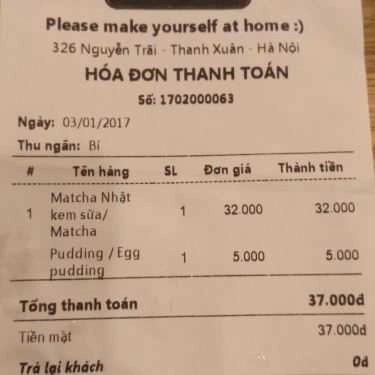 Please make yourself at home :)
326 Nguyễn Trãi - Thanh Xuân - Hà Nội
HÓA ĐƠN THANH TOÁN
Số: 1702000063
Ngày: 03/01/2017
Thu ngân: Bí
# Tên hàng SL Đơn giá Thành tiền
Matcha Nhật
1 kem sữa/ 1 32.000 32.000
Matcha
Pudding / Egg 1 5.000 5.000
pudding
Tổng thanh toán 37.000đ
Tiền mặt 37.000đ
Trả lại khách 0đ